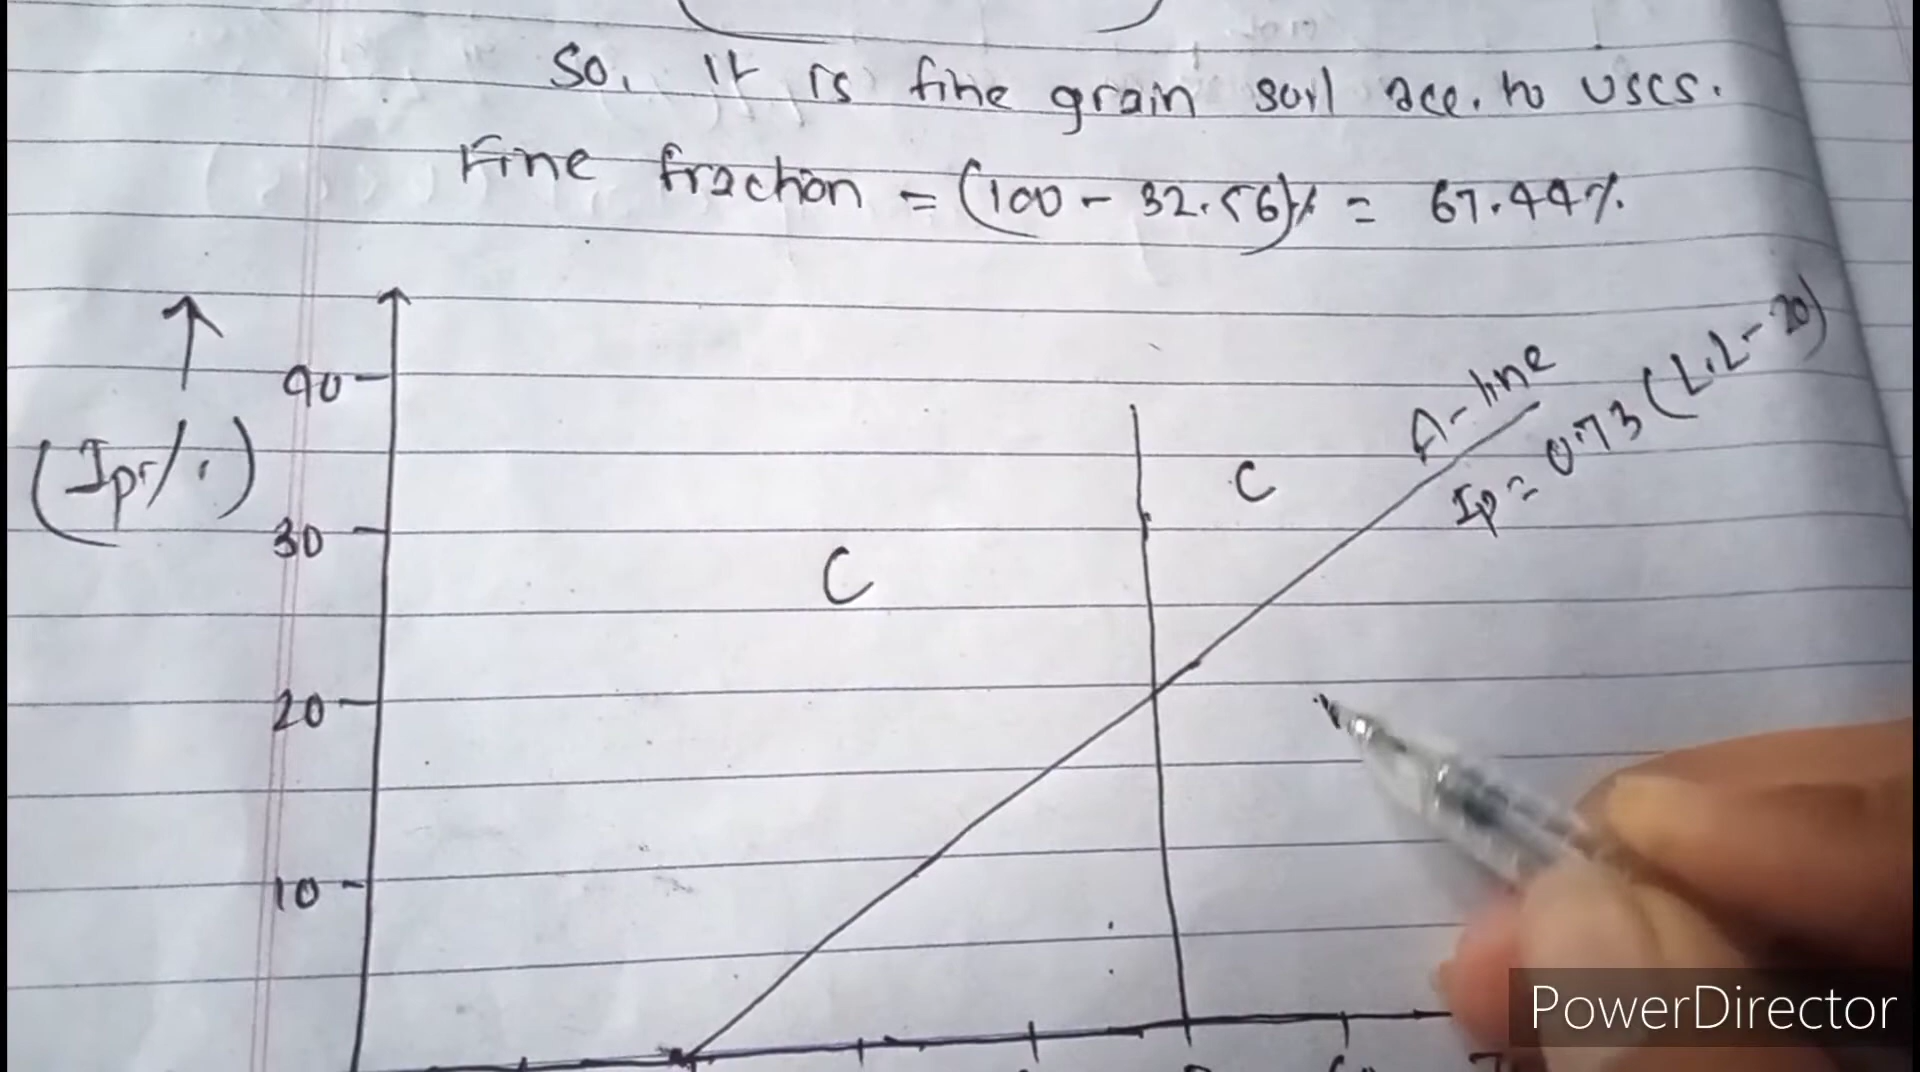 So, it is fine grain soil acc. to USCS.
Fine fraction = (100 - 32.56)% = 67.44%
(Ip%)
40
30
20
10
C
C
A-line
Ip = 0.73 (L.L - 20)
PowerDirector